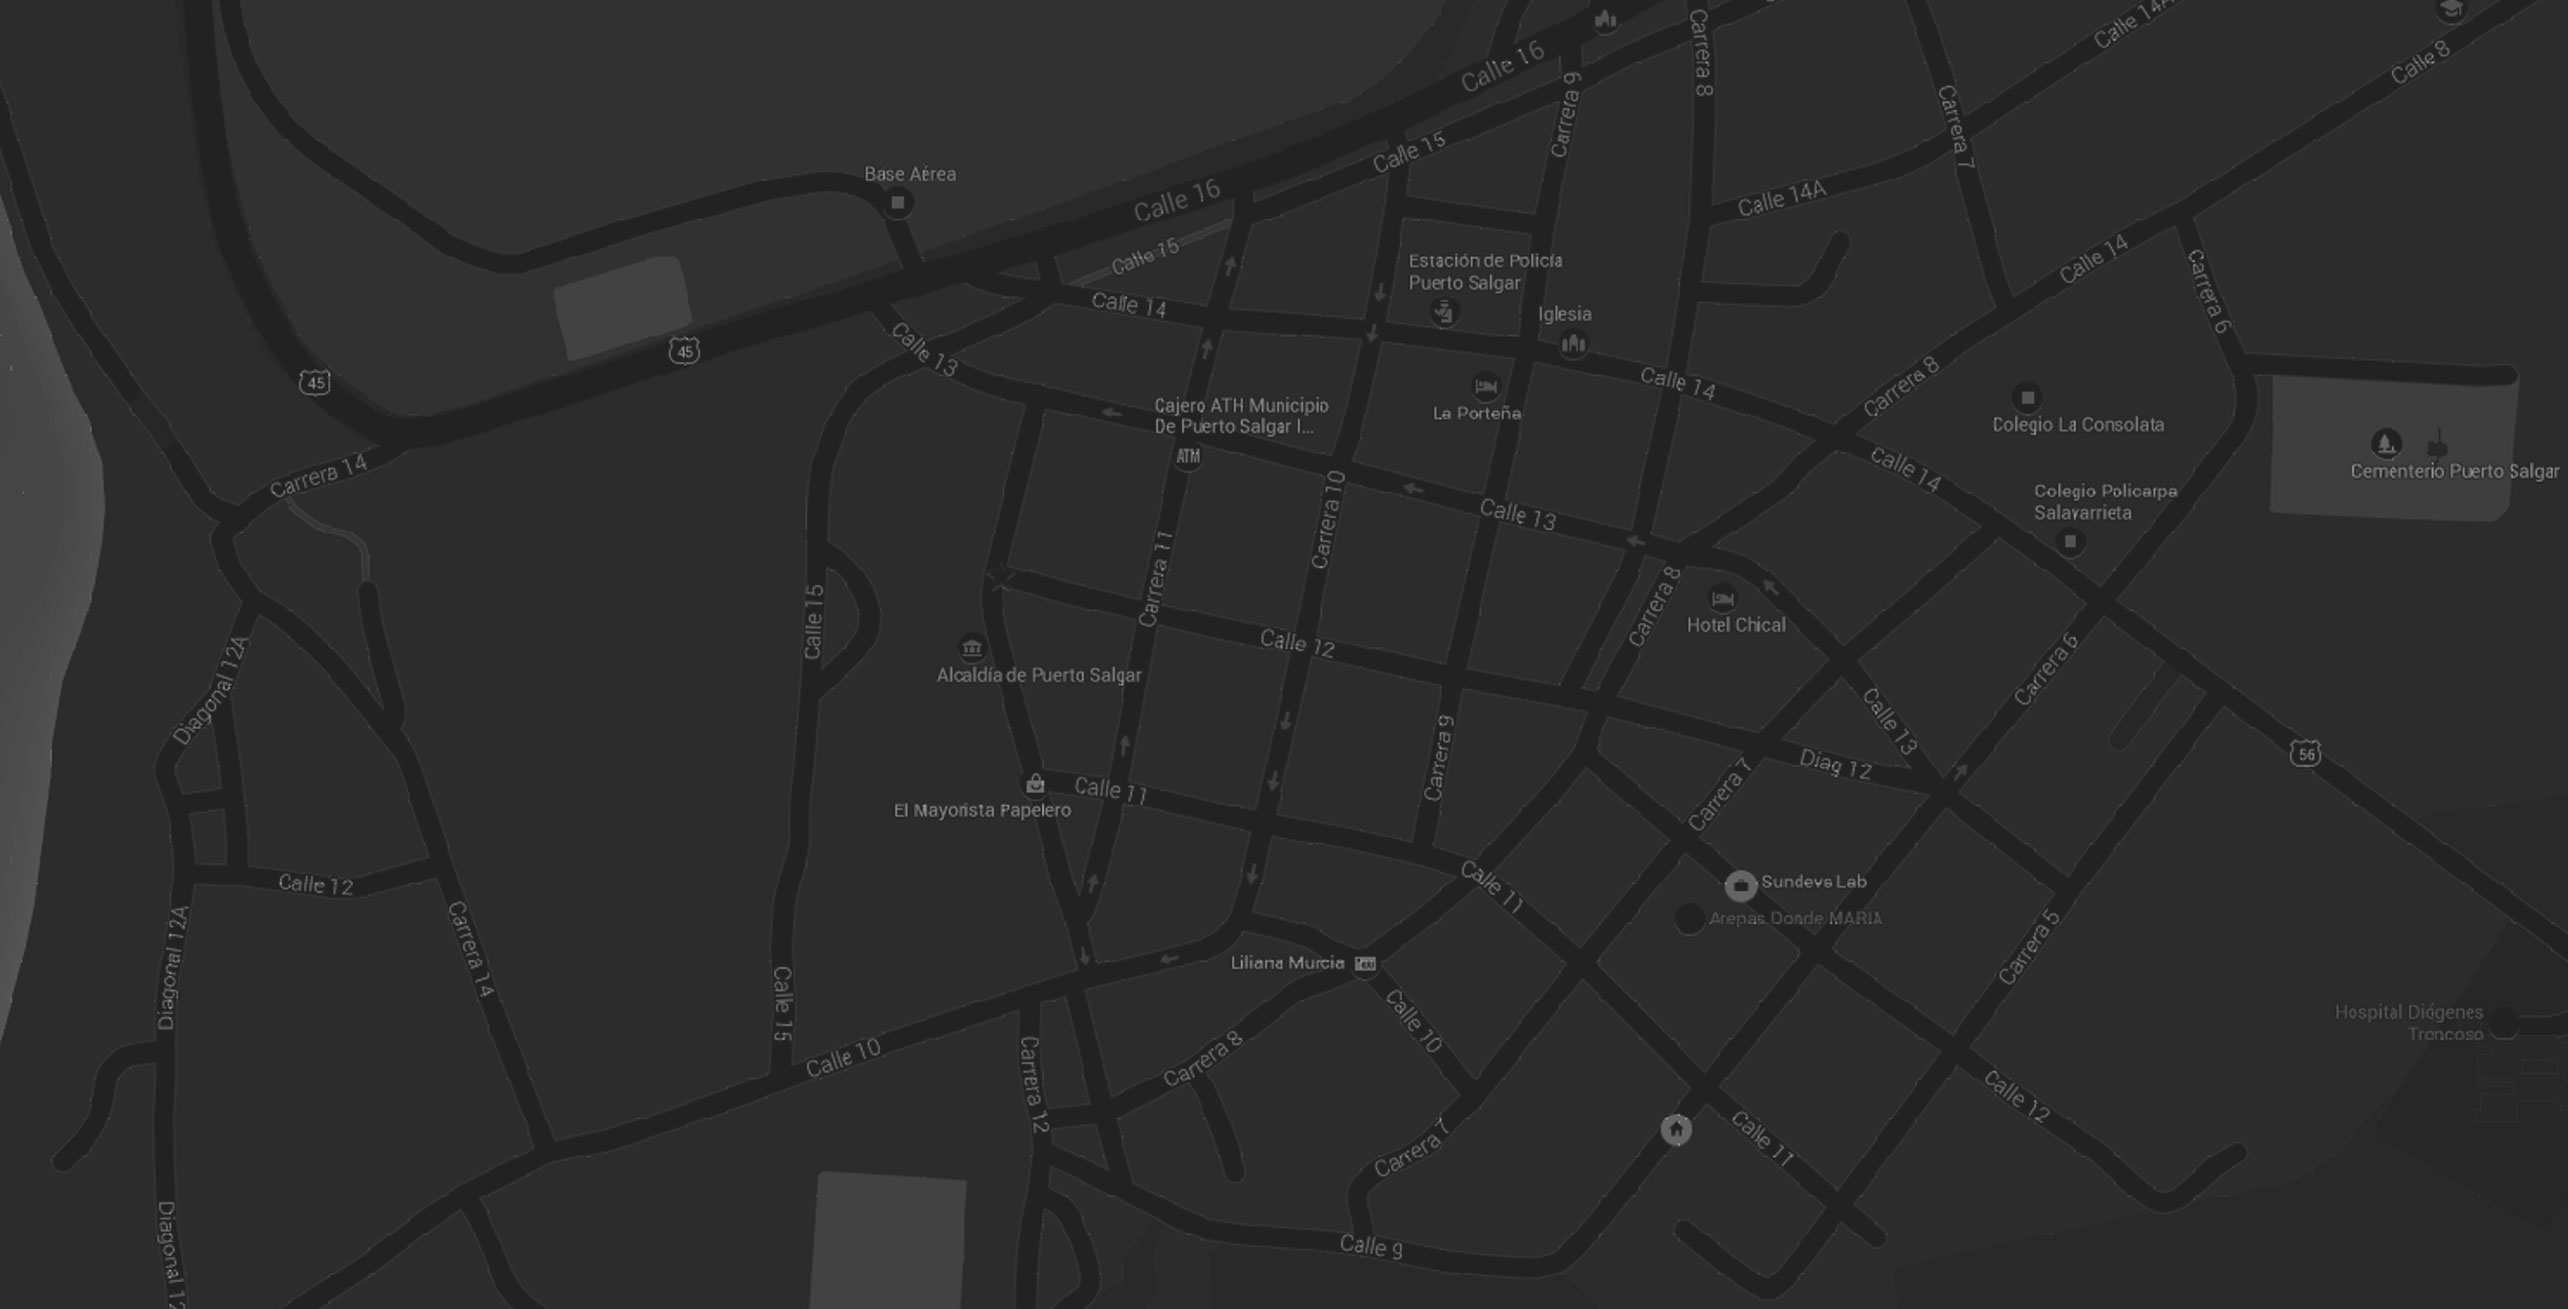 Calle 14A
Calle 8
Carrera 8
Calle 16
Carrera 9
Carrera 7
Calle 15
Base Aérea
Calle 16
Calle 14A
Calle 15
Estación de Policía
Puerto Salgar
Calle 14
Carrera 6
Calle 14
Iglesia
Calle 13
45
45
Calle 14
Carrera 8
Cajero ATH Municipio
De Puerto Salgar I...
La Porteña
Colegio La Consolata
ATM
Carrera 14
Calle 14
Cementerio Puerto Salgar
Colegio Policarpa
Salavarrieta
Carrera 10
Calle 13
Carrera 11
Carrera 8
Hotel Chical
Calle 15
Calle 12
Diagonal 12A
Alcaldía de Puerto Salgar
Carrera 6
Calle 13
56
Carrera 9
Diag 12
Carrera 7
Calle 11
El Mayorista Papelero
Calle 12
Calle 11
Sundevs Lab
Arepas Donde MARIA
Carrera 14
Diagonal 12A
Carrera 5
Liliana Murcia
Calle 15
Calle 10
Hospital Diógenes
Troncoso
Calle 10
Carrera 8
Carrera 12
Calle 12
Carrera 7
Calle 11
Calle 9
Diagonal 12